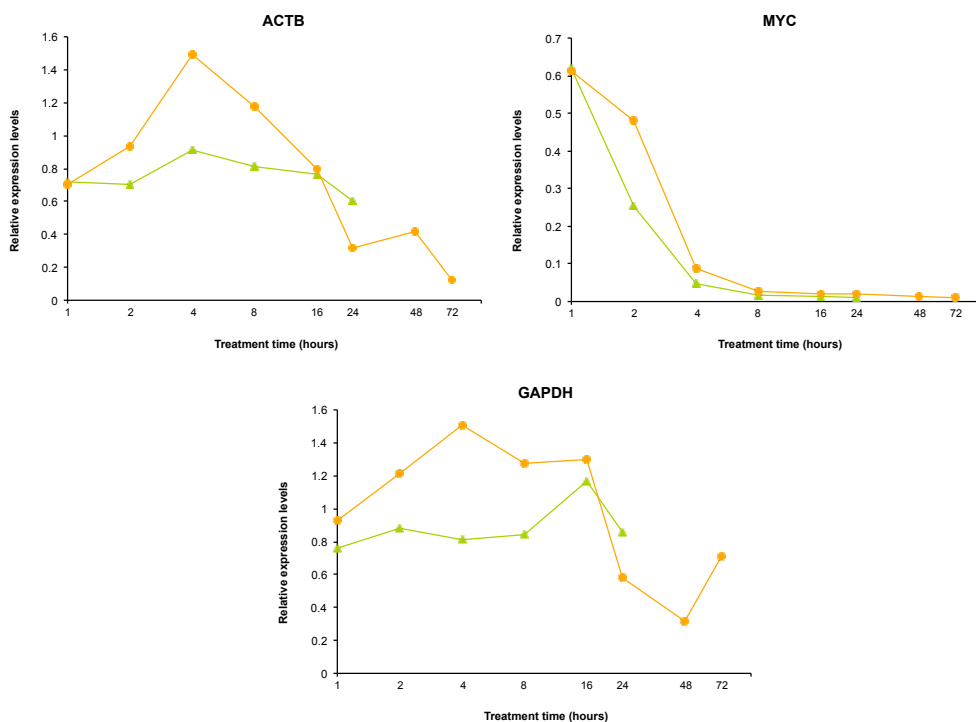 ACTB
1.6
1.4
1.2
1
0.8
0.6
0.4
0.2
0
Relative expression levels
1 2 4 8 16 24 48 72
Treatment time (hours)
MYC
0.7
0.6
0.5
0.4
0.3
0.2
0.1
0
Relative expression levels
1 2 4 8 16 24 48 72
Treatment time (hours)
GAPDH
1.6
1.4
1.2
1
0.8
0.6
0.4
0.2
0
Relative expression levels
1 2 4 8 16 24 48 72
Treatment time (hours)